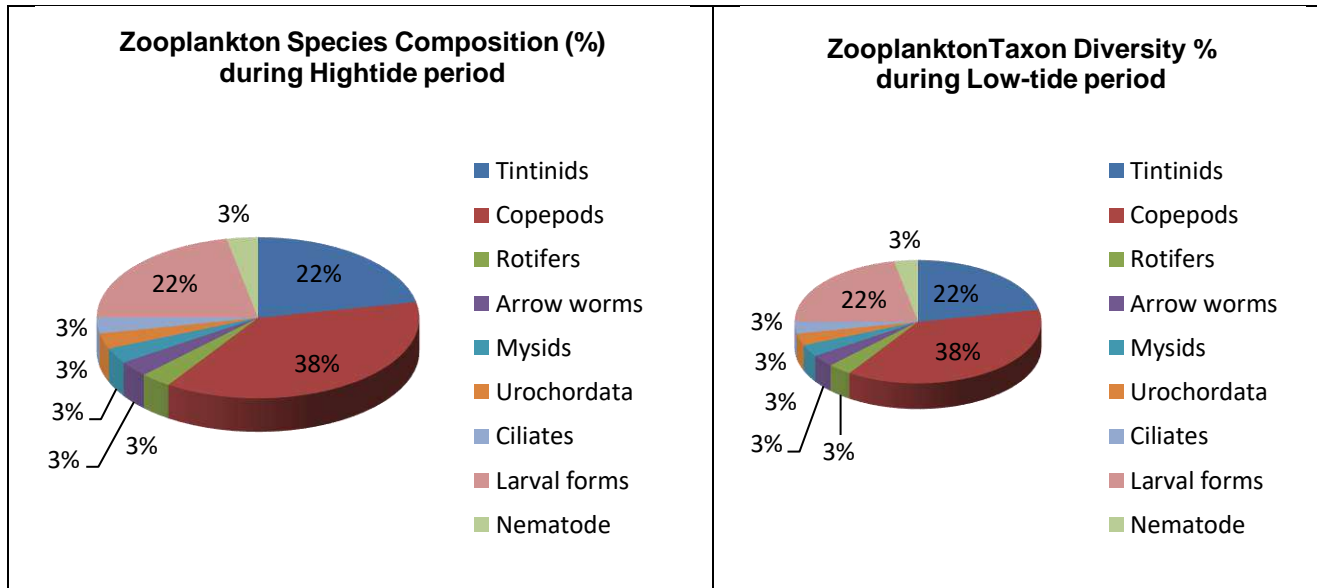 Zooplankton Species Composition (%)
during Hightide period
3%
22%
22%
3%
38%
3%
3%
3%
3%
Tintinids
Copepods
Rotifers
Arrow worms
Mysids
Urochordata
Ciliates
Larval forms
Nematode
ZooplanktonTaxon Diversity %
during Low-tide period
3%
22%
22%
3%
38%
3%
3%
3%
3%
Tintinids
Copepods
Rotifers
Arrow worms
Mysids
Urochordata
Ciliates
Larval forms
Nematode